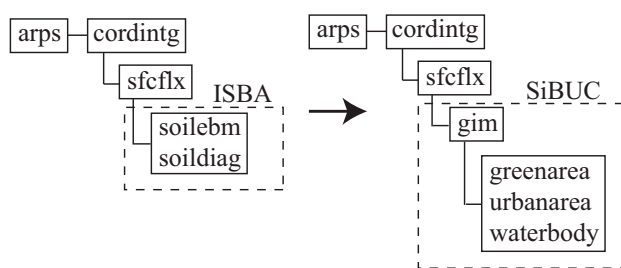 arps
cordintg
sfcflx
ISBA
soilebm
soildiag
arps
cordintg
sfcflx
SiBUC
gim
greenarea
urbanarea
waterbody